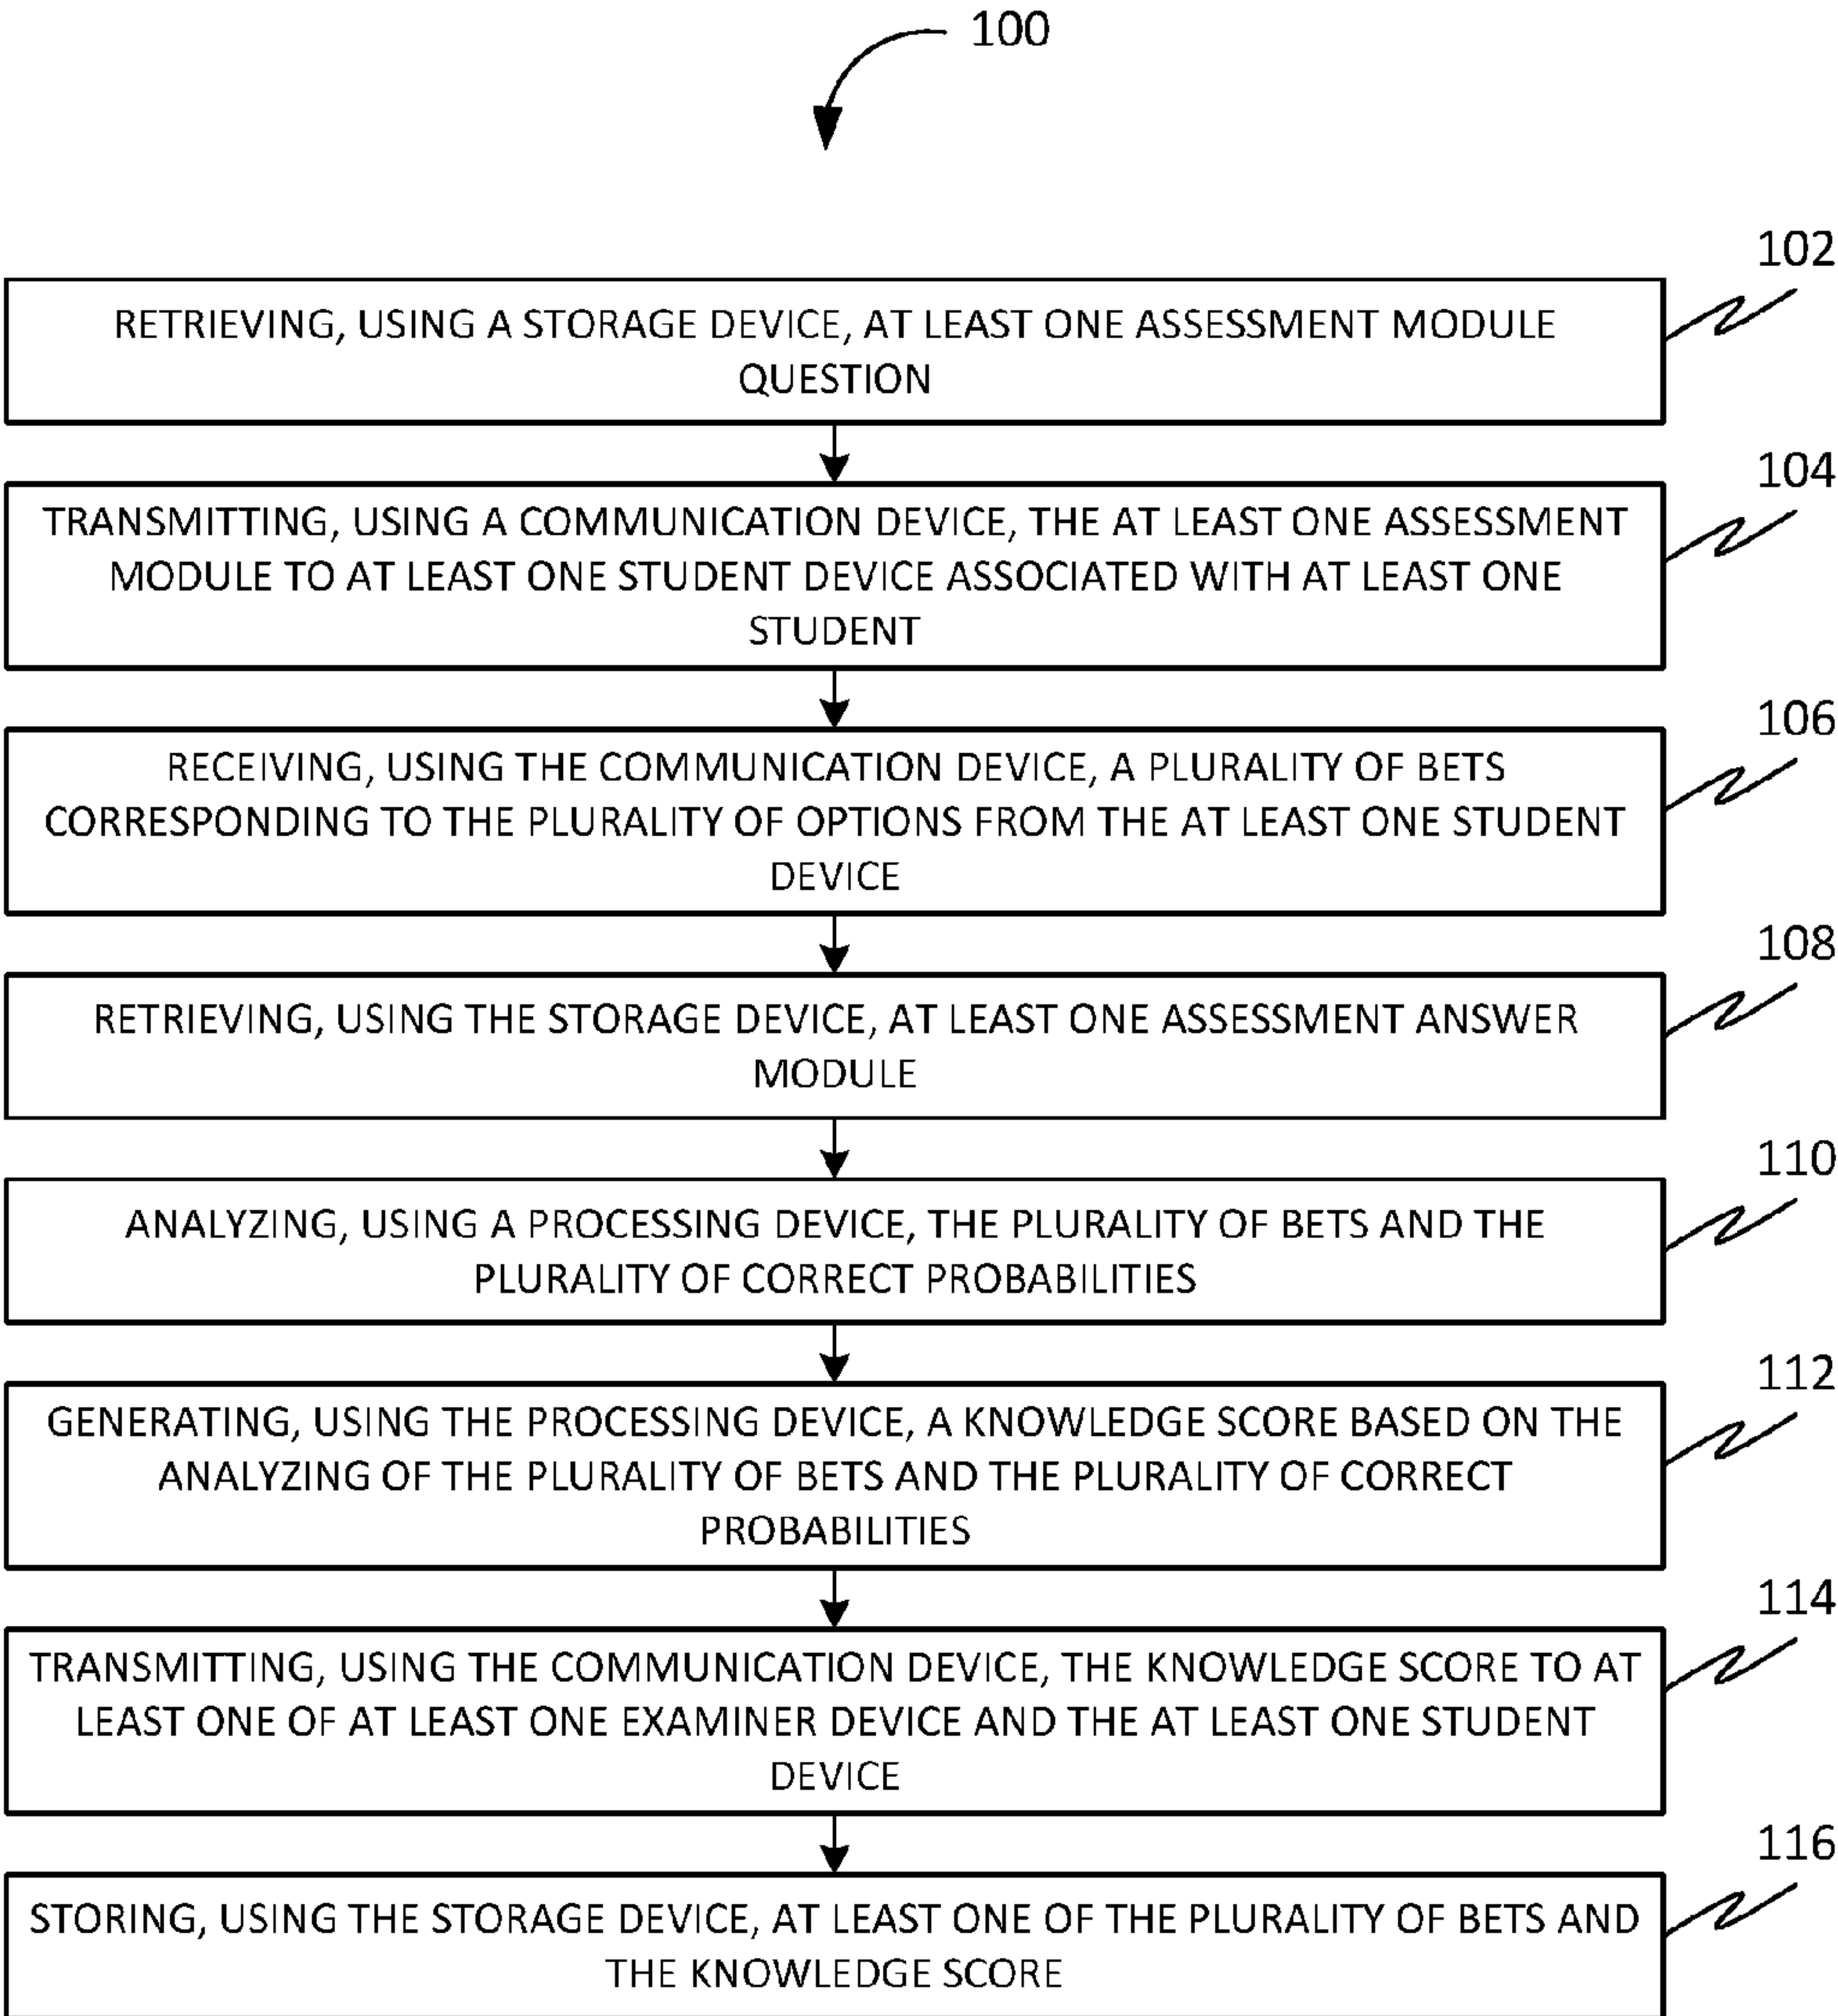 100
102
RETRIEVING, USING A STORAGE DEVICE, AT LEAST ONE ASSESSMENT MODULE
QUESTION
104
TRANSMITTING, USING A COMMUNICATION DEVICE, THE AT LEAST ONE ASSESSMENT
MODULE TO AT LEAST ONE STUDENT DEVICE ASSOCIATED WITH AT LEAST ONE
STUDENT
106
RECEIVING, USING THE COMMUNICATION DEVICE, A PLURALITY OF BETS
CORRESPONDING TO THE PLURALITY OF OPTIONS FROM THE AT LEAST ONE STUDENT
DEVICE
108
RETRIEVING, USING THE STORAGE DEVICE, AT LEAST ONE ASSESSMENT ANSWER
MODULE
110
ANALYZING, USING A PROCESSING DEVICE, THE PLURALITY OF BETS AND THE
PLURALITY OF CORRECT PROBABILITIES
112
GENERATING, USING THE PROCESSING DEVICE, A KNOWLEDGE SCORE BASED ON THE
ANALYZING OF THE PLURALITY OF BETS AND THE PLURALITY OF CORRECT
PROBABILITIES
114
TRANSMITTING, USING THE COMMUNICATION DEVICE, THE KNOWLEDGE SCORE TO AT
LEAST ONE OF AT LEAST ONE EXAMINER DEVICE AND THE AT LEAST ONE STUDENT
DEVICE
116
STORING, USING THE STORAGE DEVICE, AT LEAST ONE OF THE PLURALITY OF BETS AND
THE KNOWLEDGE SCORE